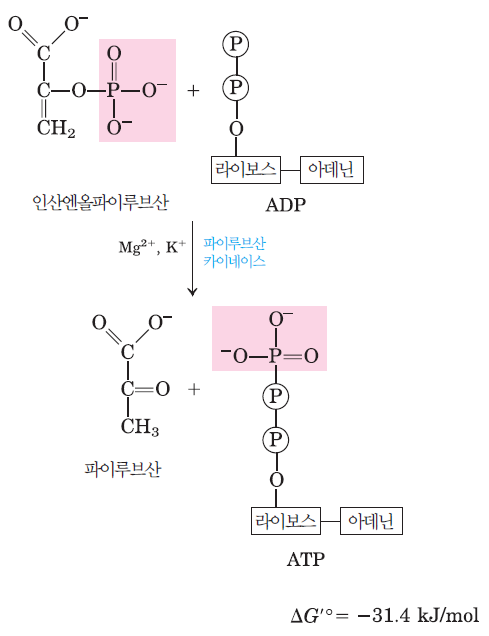 O O⁻
C O P
C—O—P—O⁻ + P
CH₂ O⁻ O
라이보스 아데닌
인산엔올파이루브산 ADP
Mg²⁺, K⁺ 파이루브산
카이네이스
O⁻
O O⁻ ⁻O—P=O
C
C=O + P
CH₃ P
파이루브산 O
라이보스 아데닌
ATP
ΔG′° = −31.4 kJ/mol